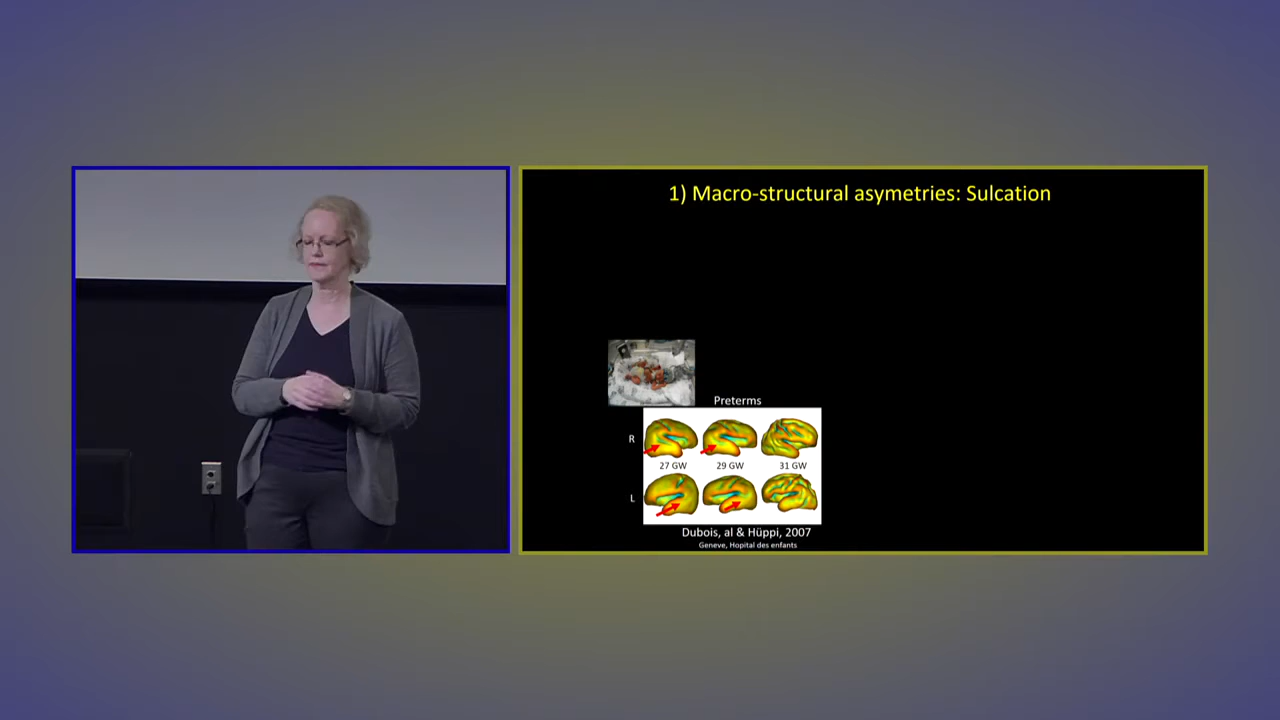 1) Macro-structural asymetries: Sulcation
Preterms
R
27 GW 29 GW 31 GW
L
Dubois, al & Hüppi, 2007
Geneve, Hopital des enfants